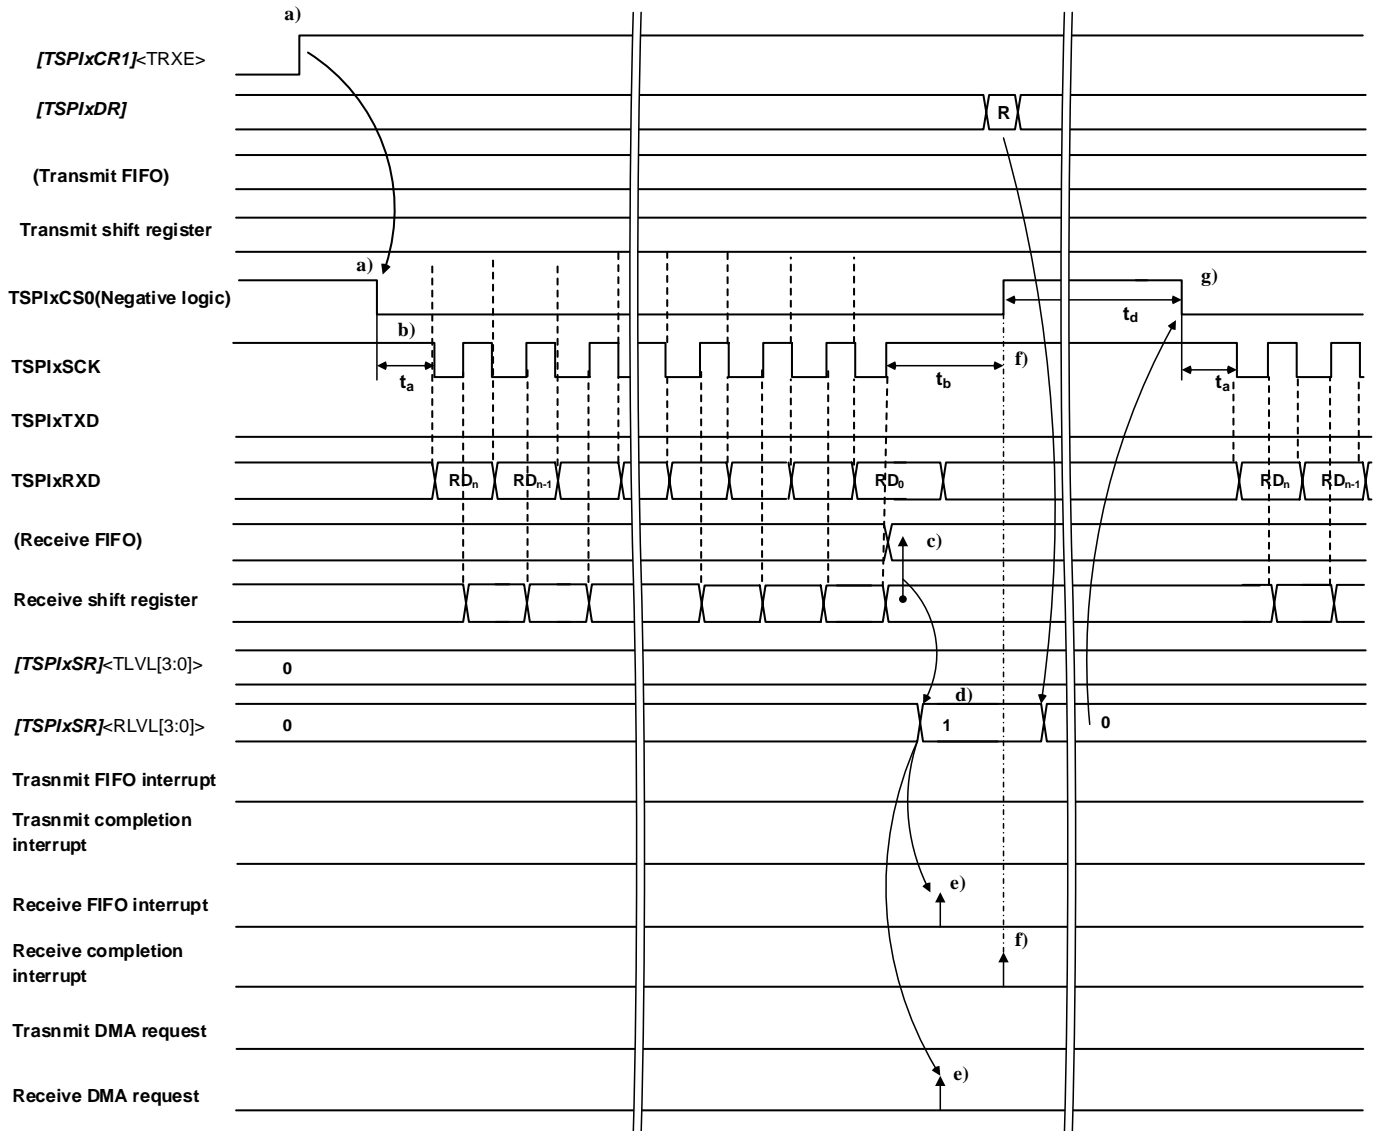 a)
[TSPIxCR1]<TRXE>
[TSPIxDR]
R
(Transmit FIFO)
Transmit shift register
a)
g)
TSPIxCS0(Negative logic)
td
b)
f)
TSPIxSCK
ta
tb
ta
TSPIxTXD
TSPIxRXD
RDn
RDn-1
RD0
RDn
RDn-1
(Receive FIFO)
c)
Receive shift register
[TSPIxSR]<TLVL[3:0]>
0
d)
[TSPIxSR]<RLVL[3:0]>
0
1
0
Trasnmit FIFO interrupt
Trasnmit completion
interrupt
e)
Receive FIFO interrupt
f)
Receive completion
interrupt
Trasnmit DMA request
e)
Receive DMA request